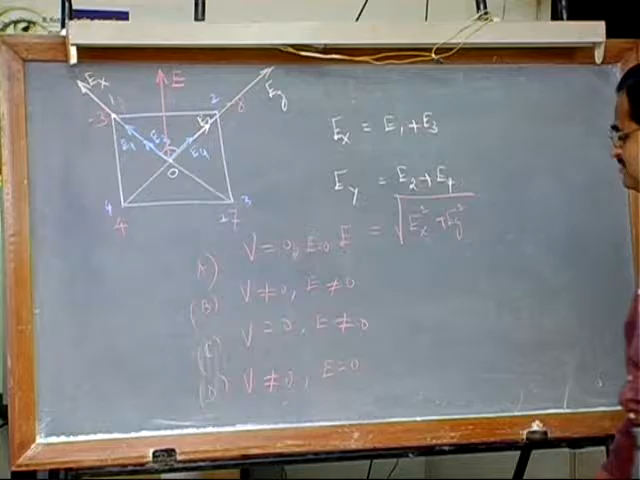 Ex E
1 2
-3 -8 Ey
E1 E3 E2 E4
O
4 3
4 27
Ex = E1 + E3
Ey = E2 + E4
E = √Ex² + Ey²
(A) V = 0, E = 0
(B) V ≠ 0, E ≠ 0
(C) V = 0, E ≠ 0
(D) V ≠ 0, E = 0